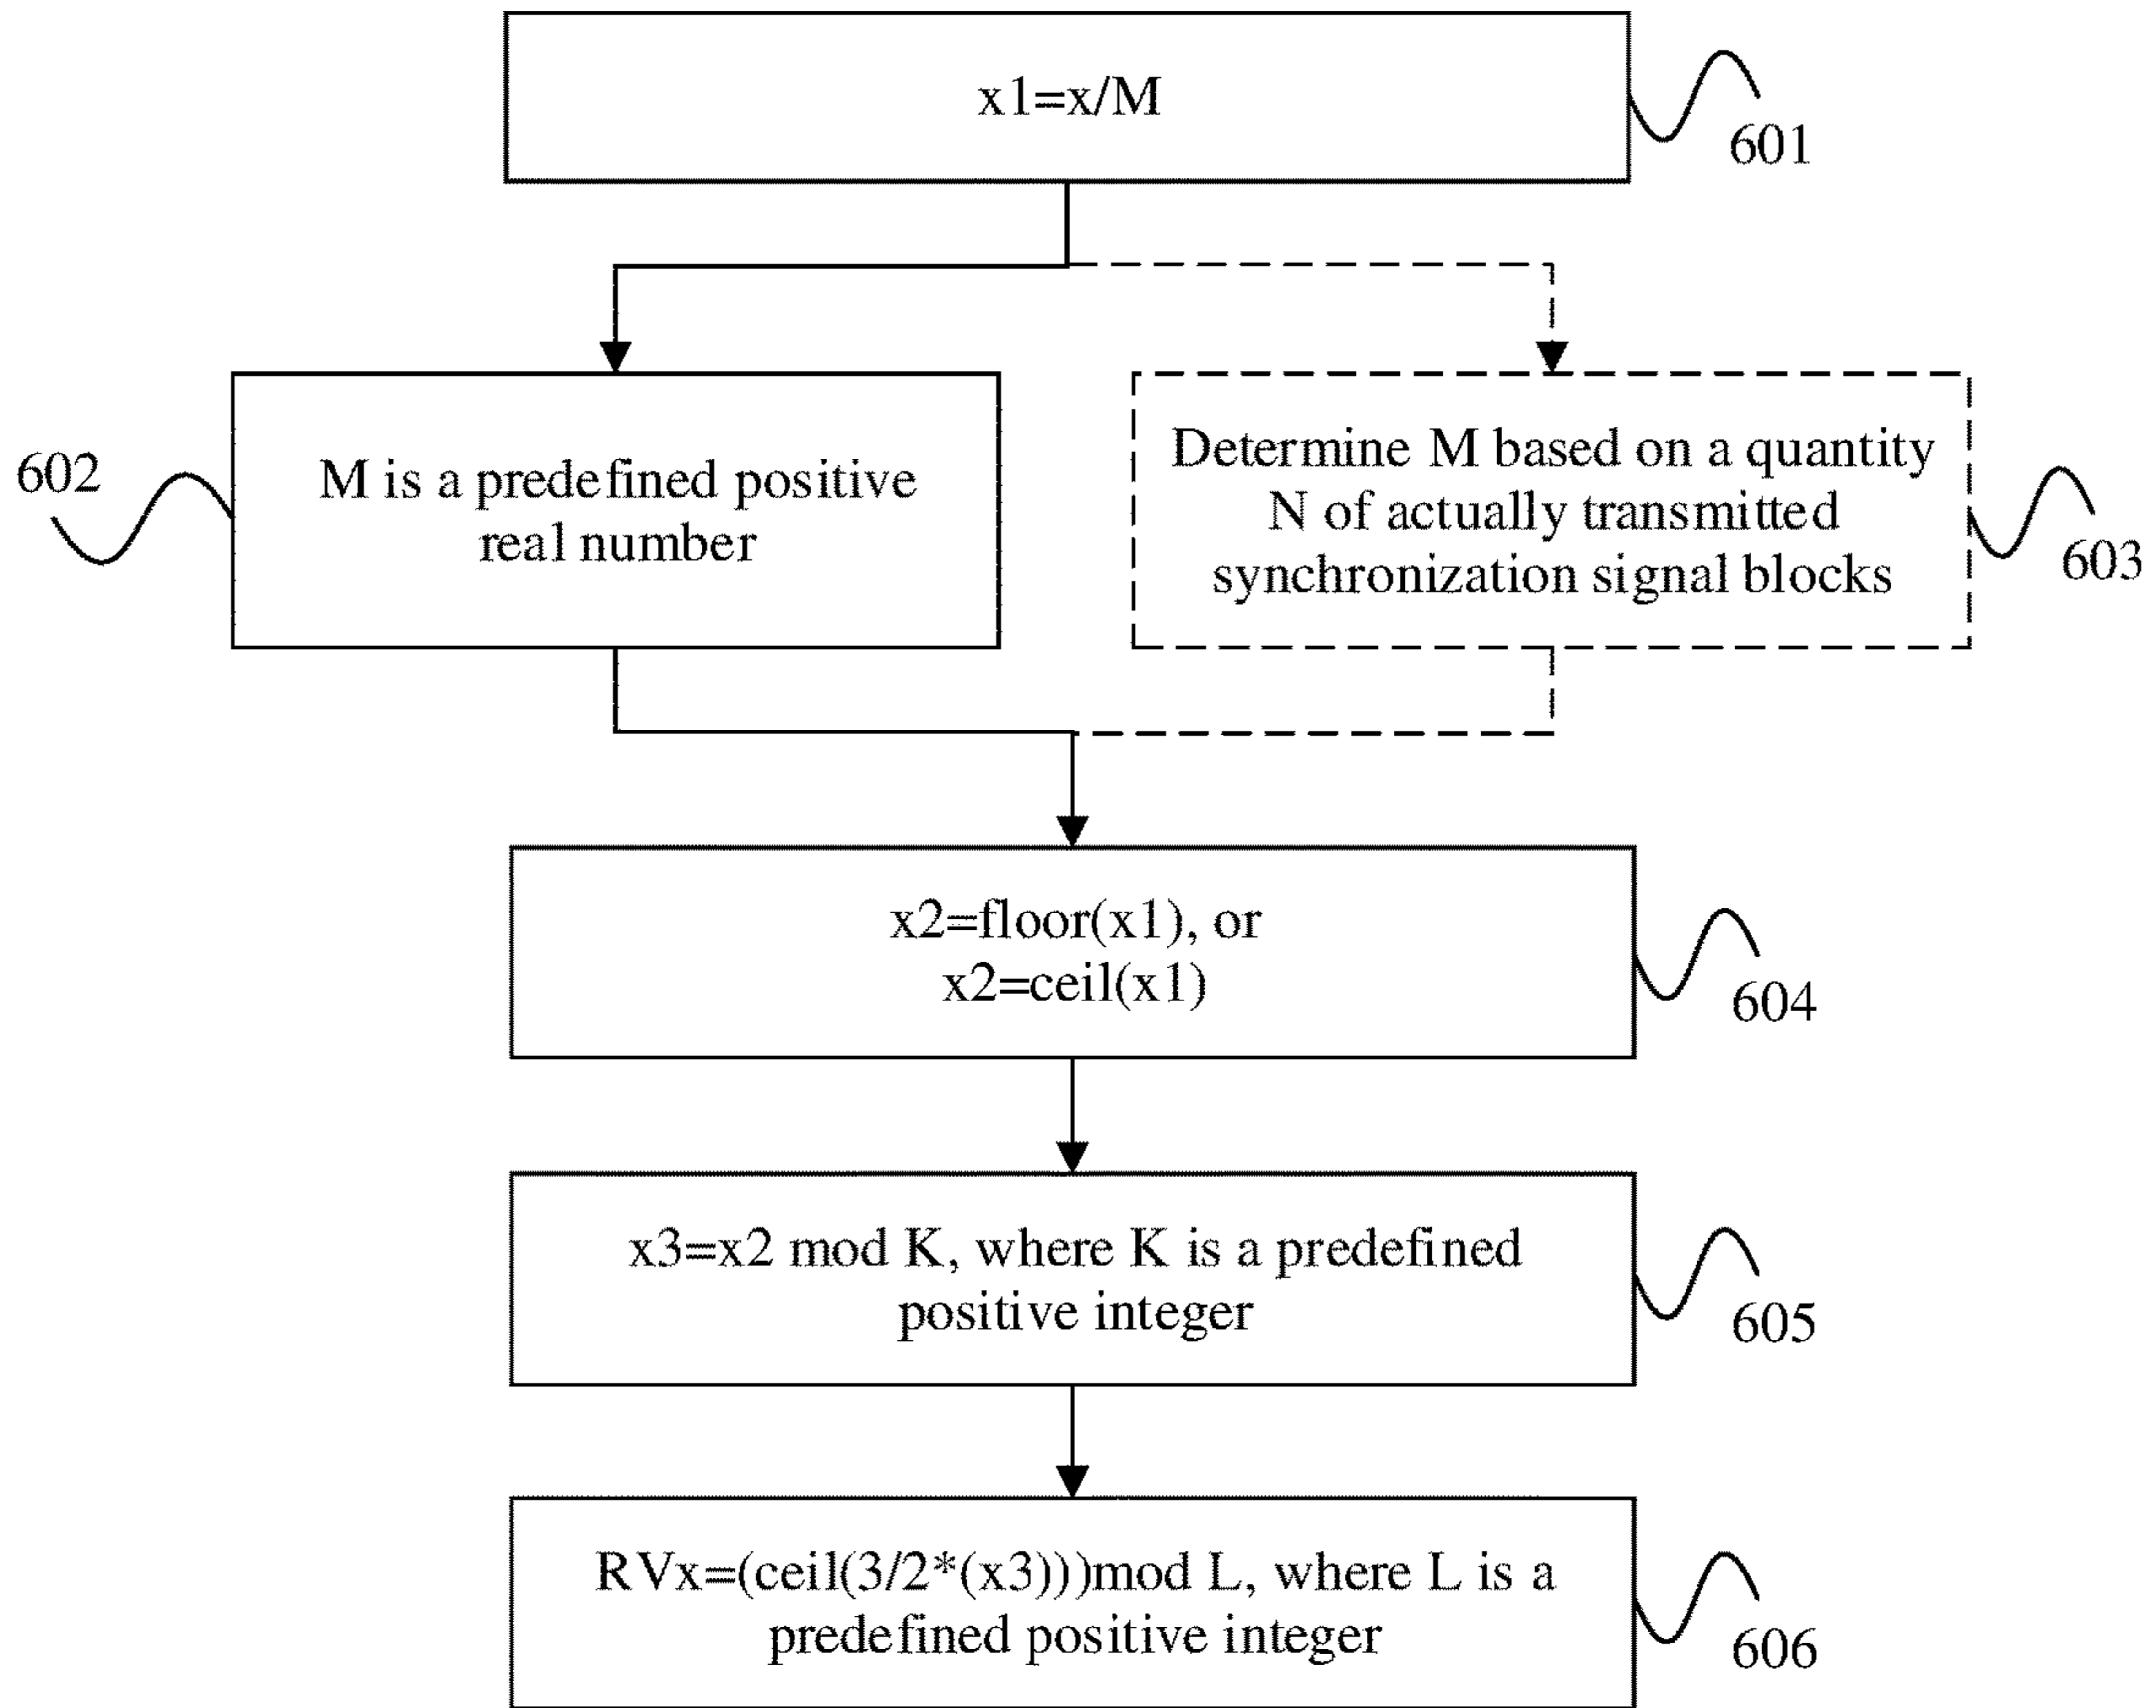 x1=x/M
601
602
M is a predefined positive
real number
Determine M based on a quantity
N of actually transmitted
synchronization signal blocks
603
x2=floor(x1), or
x2=ceil(x1)
604
x3=x2 mod K, where K is a predefined
positive integer
605
RVx=(ceil(3/2*(x3)))mod L, where L is a
predefined positive integer
606